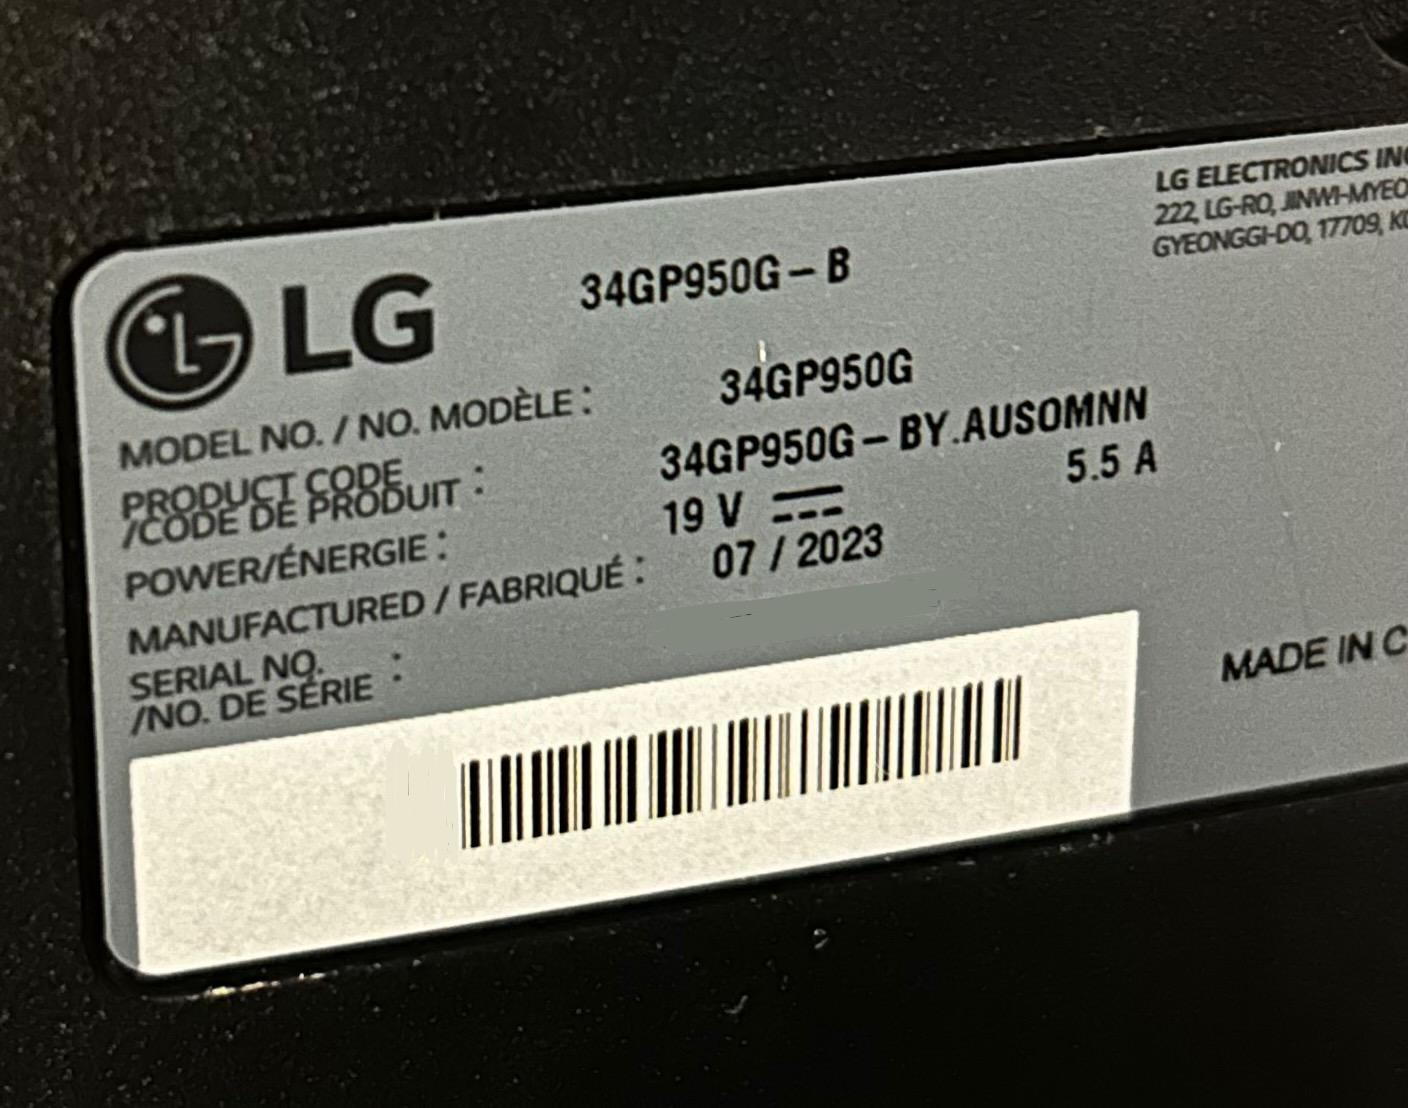 LG ELECTRONICS INC
222, LG-RO, JINWI-MYEO
GYEONGGI-DO, 17709, KO
LG 34GP950G-B
MODEL NO. / NO. MODÈLE : 34GP950G
PRODUCT CODE
/CODE DE PRODUIT : 34GP950G-BY.AUSOMNN
POWER/ÉNERGIE : 19 V ⎓ 5.5 A
MANUFACTURED / FABRIQUÉ : 07 / 2023
SERIAL NO.
/NO. DE SÉRIE :
MADE IN C